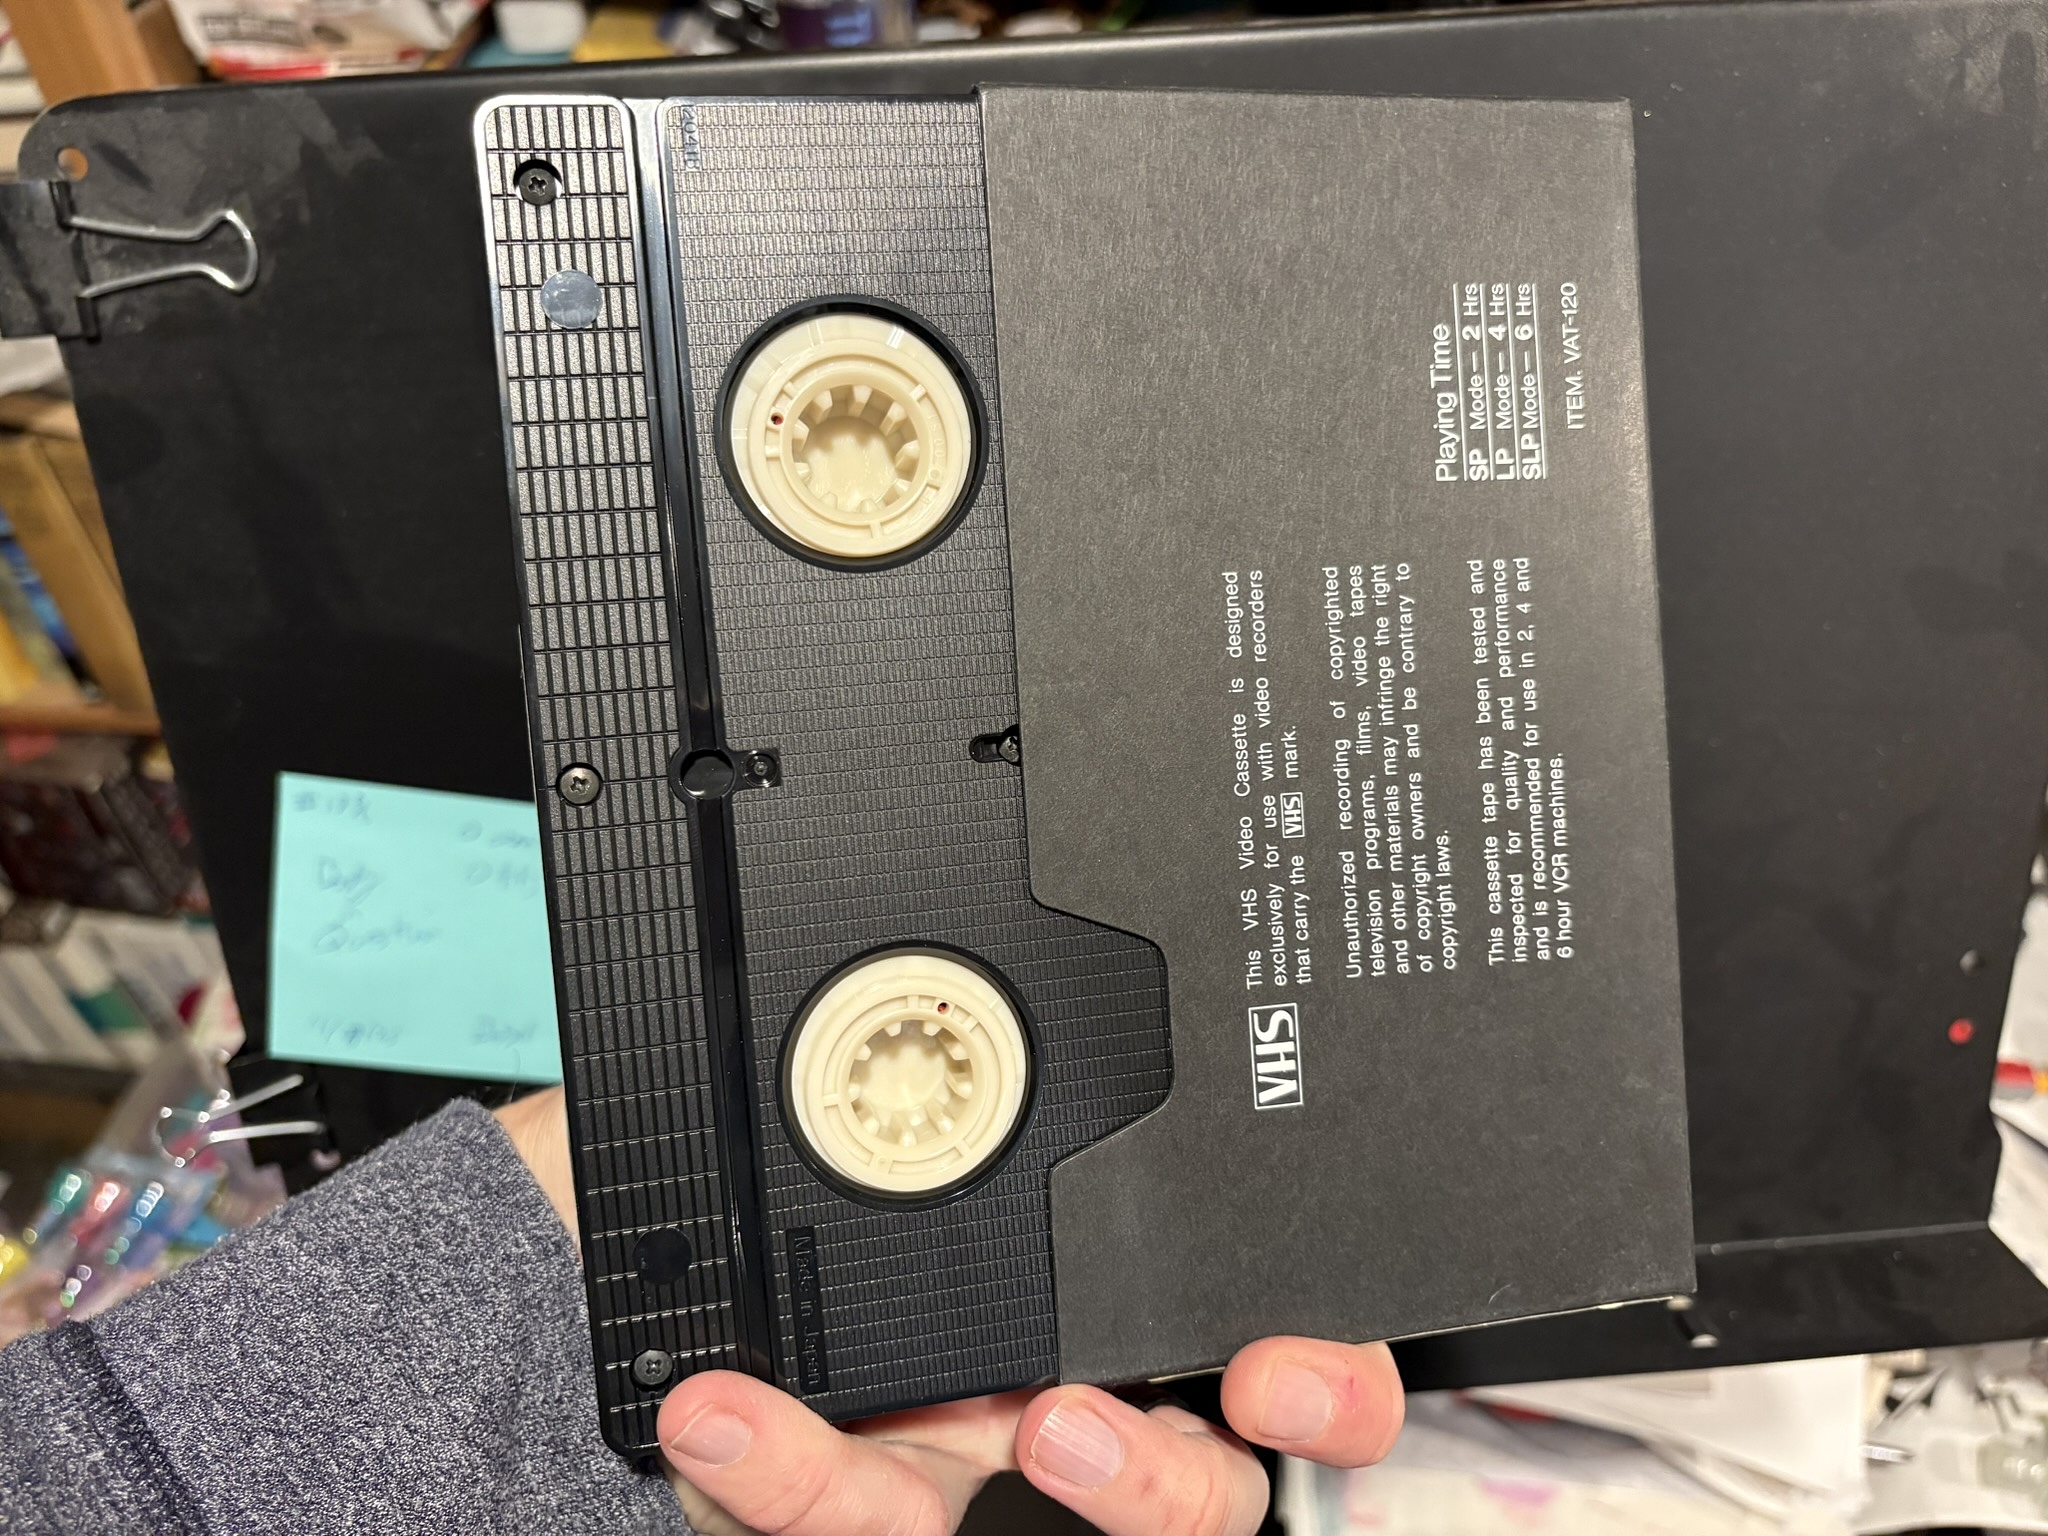 VHS
This VHS Video Cassette is designed
exclusively for use with video recorders
that carry the VHS mark.
Unauthorized recording of copyrighted
television programs, films, video tapes
and other materials may infringe the right
of copyright owners and be contrary to
copyright laws.
This cassette tape has been tested and
inspected for quality and performance
and is recommended for use in 2, 4 and
6 hour VCR machines.
Playing Time
SP Mode — 2 Hrs
LP Mode — 4 Hrs
SLP Mode — 6 Hrs
ITEM. VAT-120
Made in Japan
Question